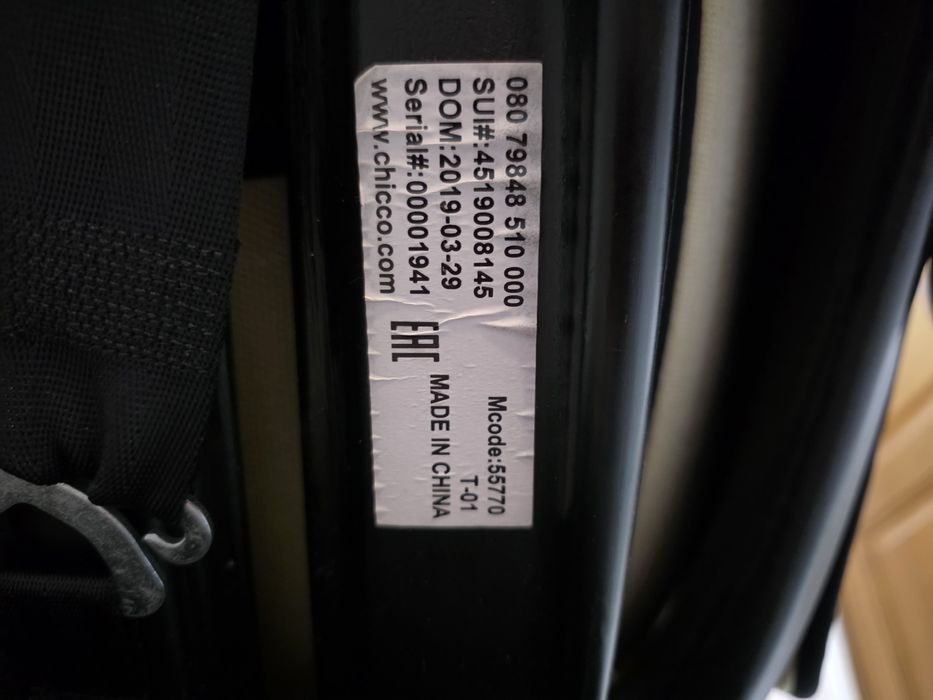 080 79848 510 000
SUI#:4519008145
DOM:2019-03-29
Serial#:00001941
www.chicco.com
Mcode:55770
T-01
MADE IN CHINA
EAC